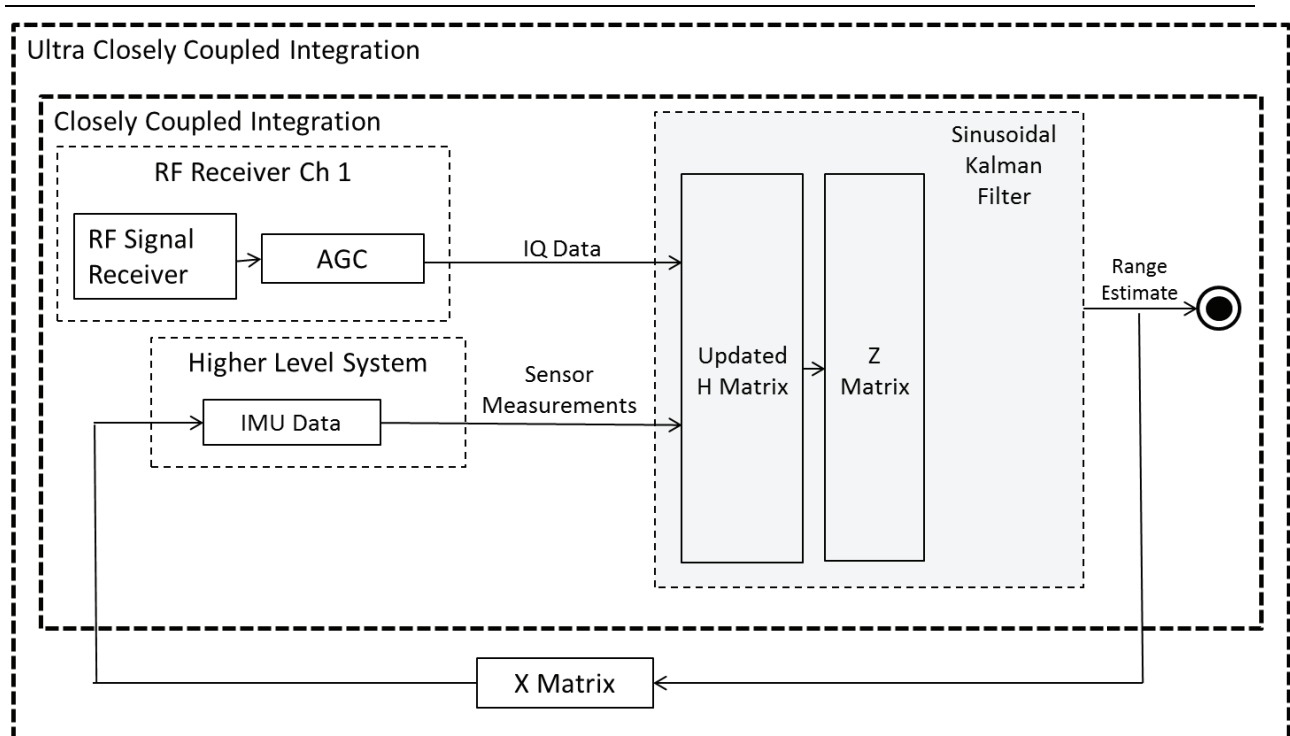 Ultra Closely Coupled Integration
Closely Coupled Integration
RF Receiver Ch 1
RF Signal
Receiver
AGC
IQ Data
Higher Level System
IMU Data
Sensor
Measurements
Sinusoidal
Kalman
Filter
Updated
H Matrix
Z
Matrix
Range
Estimate
X Matrix